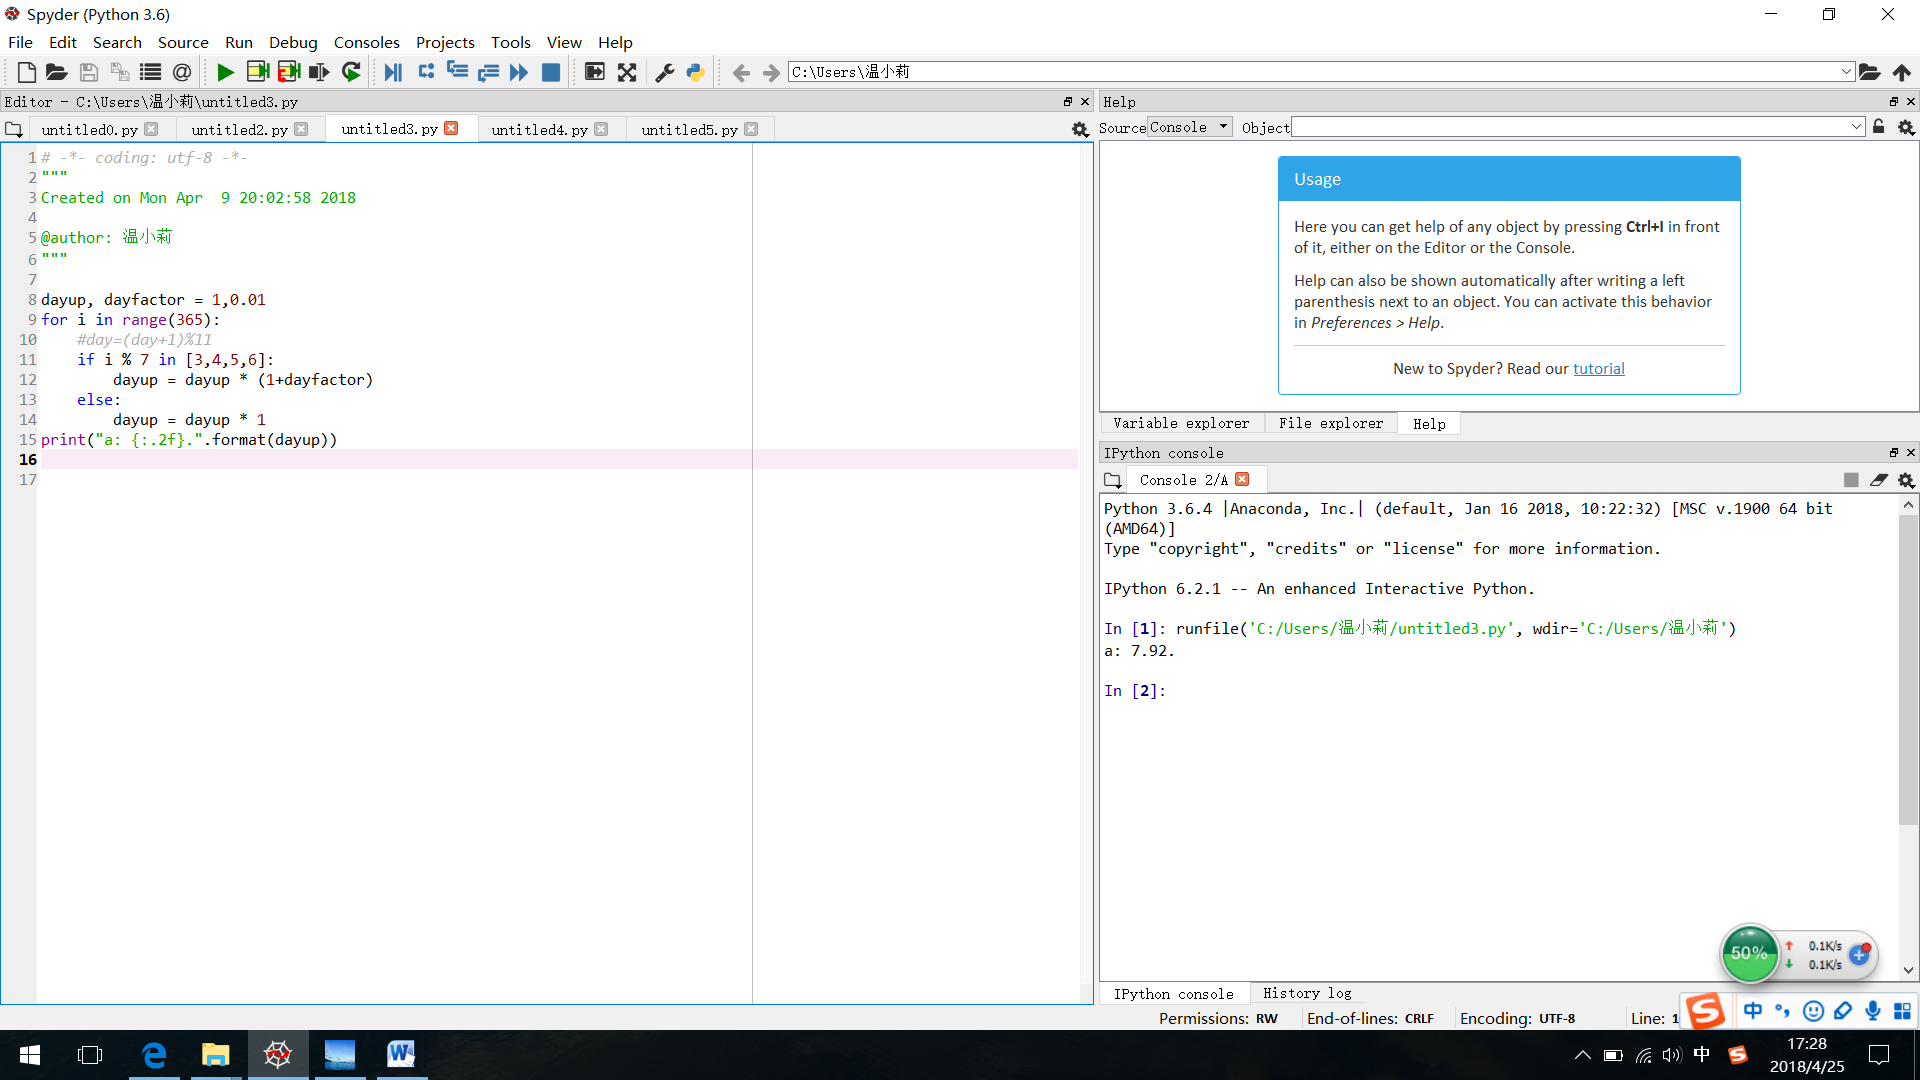 Spyder (Python 3.6)
File Edit Search Source Run Debug Consoles Projects Tools View Help
C:\Users\温小莉
Editor - C:\Users\温小莉\untitled3.py
untitled0.py untitled2.py untitled3.py untitled4.py untitled5.py
1 # -*- coding: utf-8 -*-
2 """
3 Created on Mon Apr  9 20:02:58 2018
4
5 @author: 温小莉
6 """
7
8 dayup, dayfactor = 1,0.01
9 for i in range(365):
10     #day=(day+1)%11
11     if i % 7 in [3,4,5,6]:
12         dayup = dayup * (1+dayfactor)
13     else:
14         dayup = dayup * 1
15 print("a: {:.2f}.".format(dayup))
16
17
Help
Source Console Object
Usage
Here you can get help of any object by pressing Ctrl+I in front
of it, either on the Editor or the Console.
Help can also be shown automatically after writing a left
parenthesis next to an object. You can activate this behavior
in Preferences > Help.
New to Spyder? Read our tutorial
Variable explorer File explorer Help
IPython console
Console 2/A
Python 3.6.4 |Anaconda, Inc.| (default, Jan 16 2018, 10:22:32) [MSC v.1900 64 bit
(AMD64)]
Type "copyright", "credits" or "license" for more information.
IPython 6.2.1 -- An enhanced Interactive Python.
In [1]: runfile('C:/Users/温小莉/untitled3.py', wdir='C:/Users/温小莉')
a: 7.92.
In [2]:
50%
0.1K/s
0.1K/s
IPython console History log
Permissions: RW End-of-lines: CRLF Encoding: UTF-8 Line: 1
中
中
17:28
2018/4/25